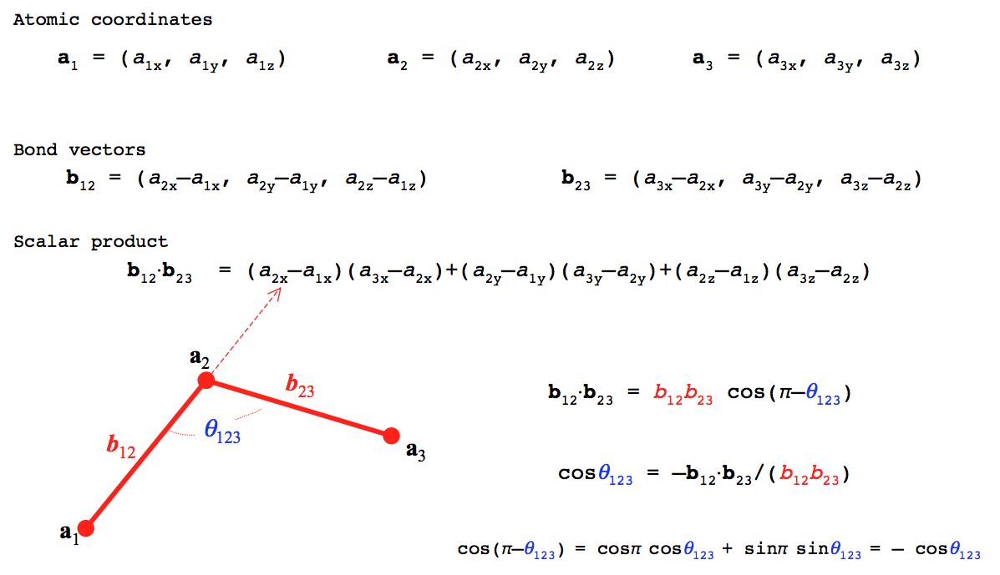 Atomic coordinates
a₁ = (a₁ₓ, a₁y, a₁z) a₂ = (a₂ₓ, a₂y, a₂z) a₃ = (a₃ₓ, a₃y, a₃z)
Bond vectors
b₁₂ = (a₂ₓ–a₁ₓ, a₂y–a₁y, a₂z–a₁z) b₂₃ = (a₃ₓ–a₂ₓ, a₃y–a₂y, a₃z–a₂z)
Scalar product
b₁₂·b₂₃ = (a₂ₓ–a₁ₓ)(a₃ₓ–a₂ₓ)+(a₂y–a₁y)(a₃y–a₂y)+(a₂z–a₁z)(a₃z–a₂z)
a₂
b₂₃
b₁₂·b₂₃ = b₁₂b₂₃ cos(π–θ₁₂₃)
θ₁₂₃
b₁₂
a₃
cosθ₁₂₃ = –b₁₂·b₂₃/(b₁₂b₂₃)
a₁
cos(π–θ₁₂₃) = cosπ cosθ₁₂₃ + sinπ sinθ₁₂₃ = – cosθ₁₂₃